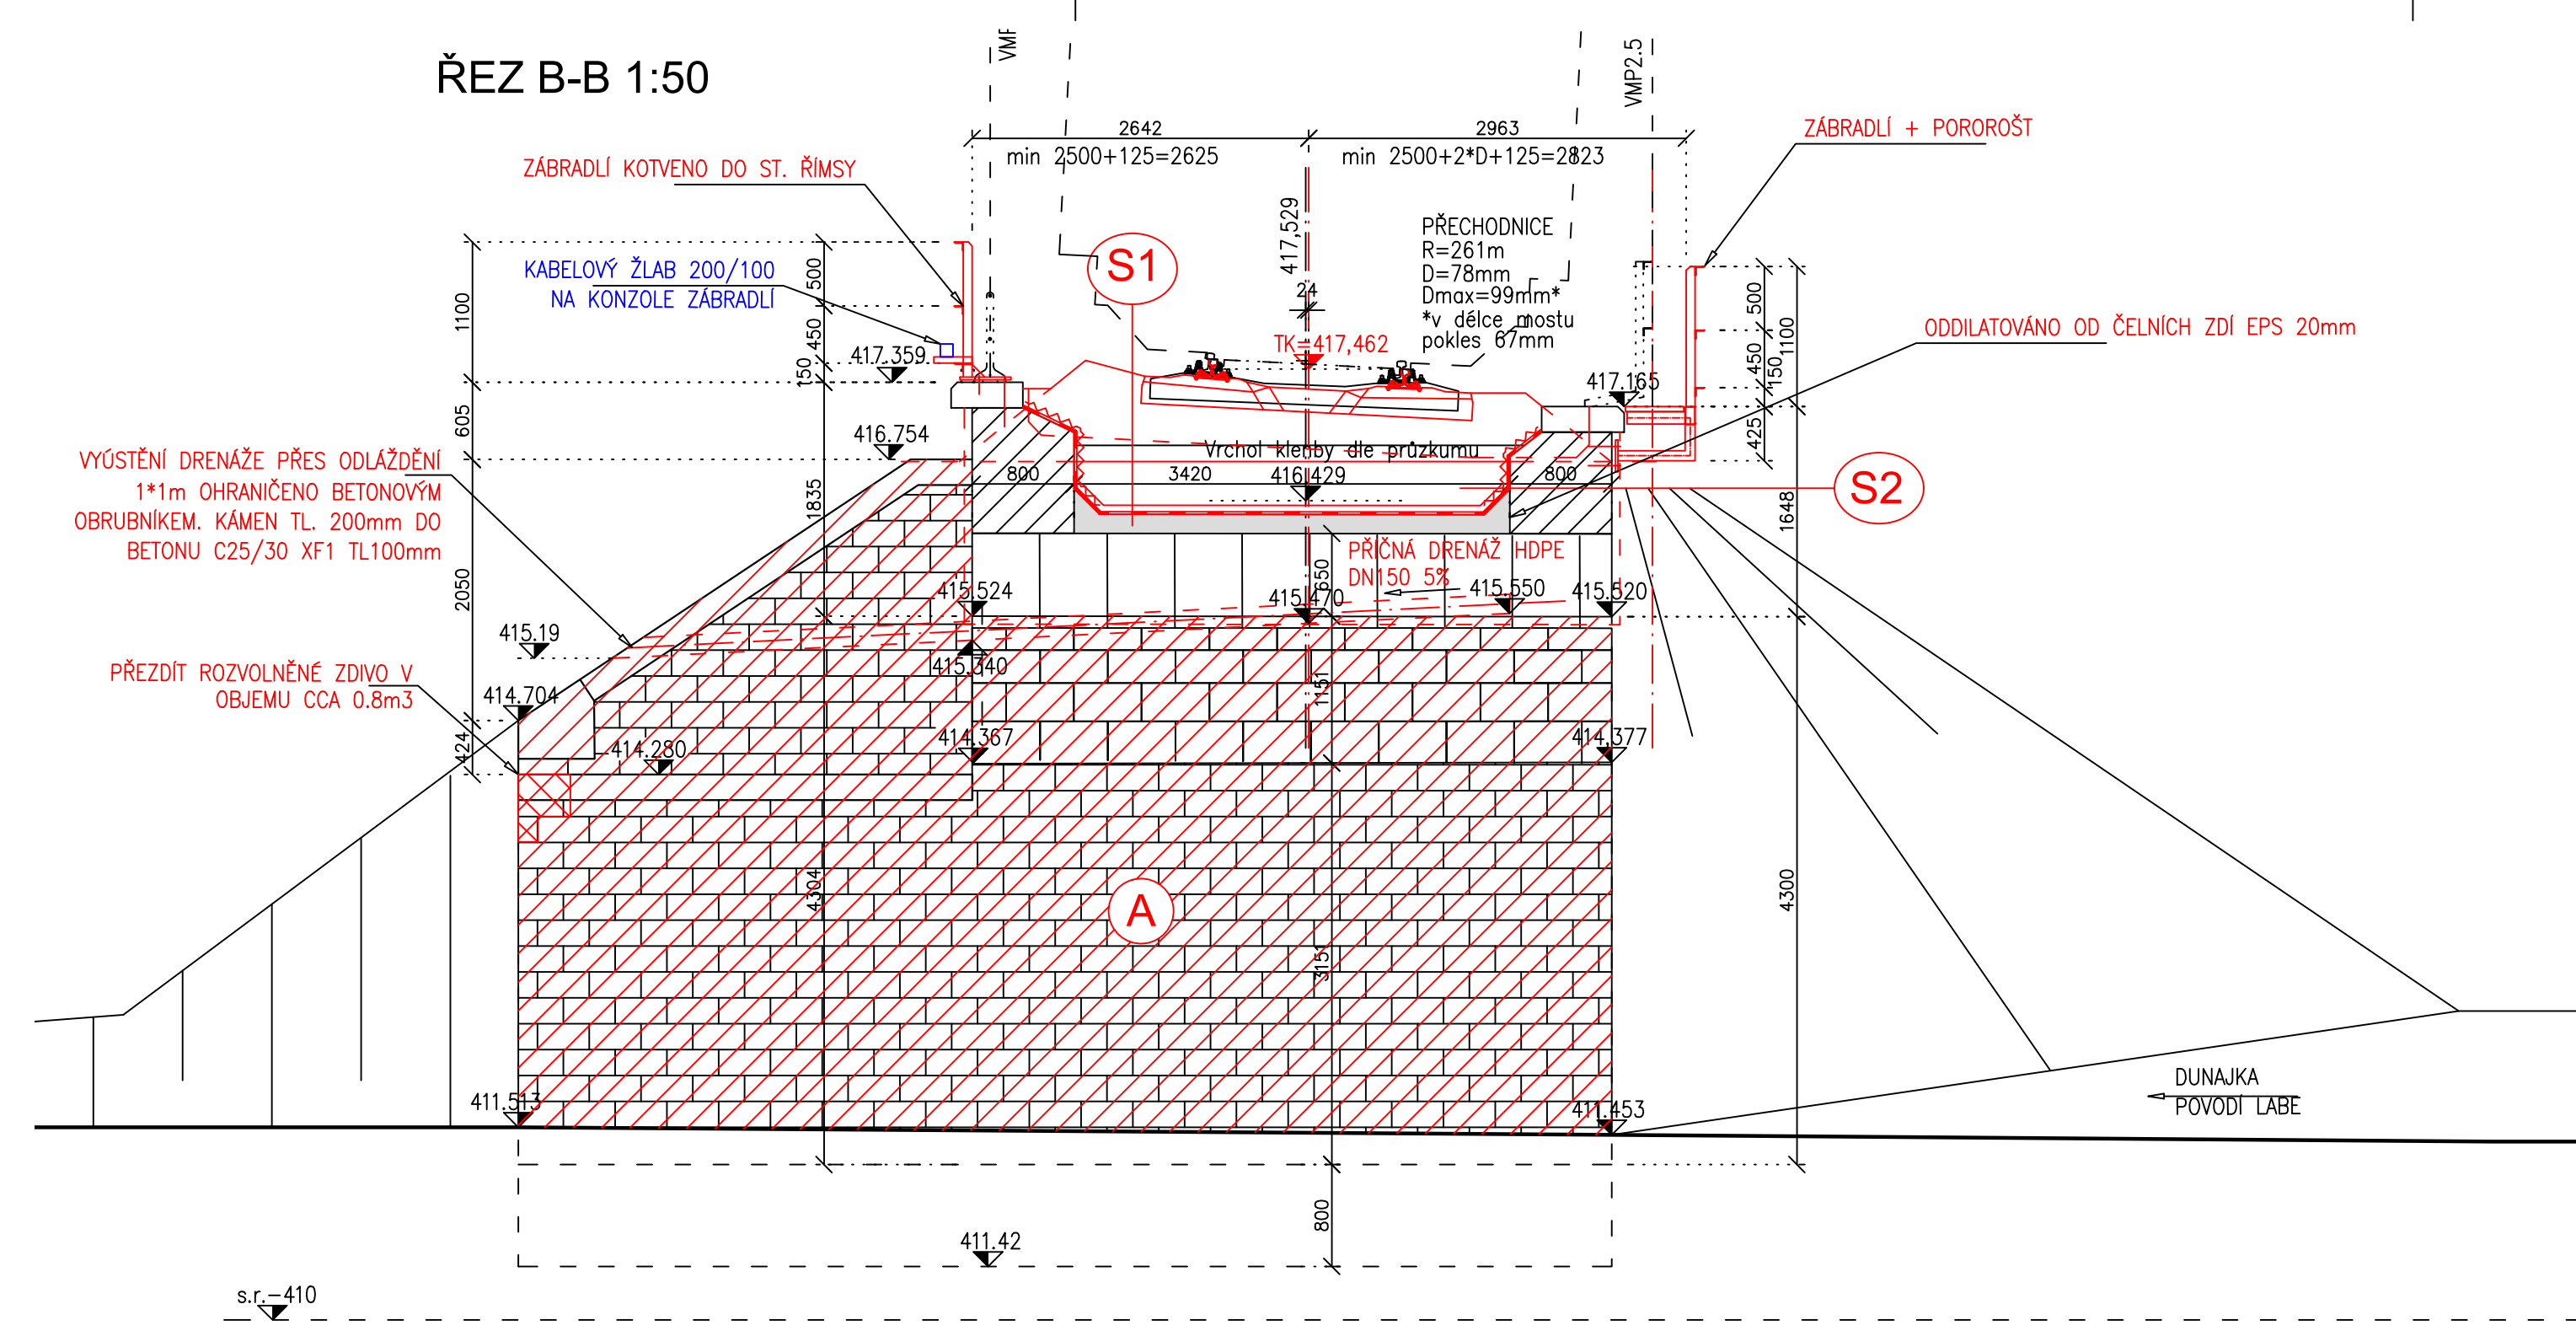 ŘEZ B-B 1:50
VMP2.5
2642
2963
min 2500+125=2625
min 2500+2*D+125=2823
ZÁBRADLÍ + POROROŠT
ZÁBRADLÍ KOTVENO DO ST. ŘÍMSY
417,529
PŘECHODNICE
R=261m
D=78mm
Dmax=99mm*
*v délce mostu
pokles 67mm
S1
KABELOVÝ ŽLAB 200/100
NA KONZOLE ZÁBRADLÍ
24
TK=417,462
1100
500
450
150
417.359
605
416.754
1835
500
450
150
1100
425
417.165
ODDILATOVÁNO OD ČELNÍCH ZDÍ EPS 20mm
Vrchol klenby dle průzkumu
800
3420
416,429
800
S2
1648
VYÚSTĚNÍ DRENÁŽE PŘES ODLÁŽDĚNÍ
1*1m OHRANIČENO BETONOVÝM
OBRUBNÍKEM. KÁMEN TL. 200mm DO
BETONU C25/30 XF1 TL100mm
PŘÍČNÁ DRENÁŽ HDPE
DN150 5%
650
2050
415.524
415.470
415.550
415.520
415.19
415.340
PŘEZDÍT ROZVOLNĚNÉ ZDIVO V
OBJEMU CCA 0.8m3
414.704
1151
424
414.280
414.367
414.377
4304
A
3151
4300
411.513
411.453
DUNAJKA
POVODÍ LABE
800
411.42
s.r.-410